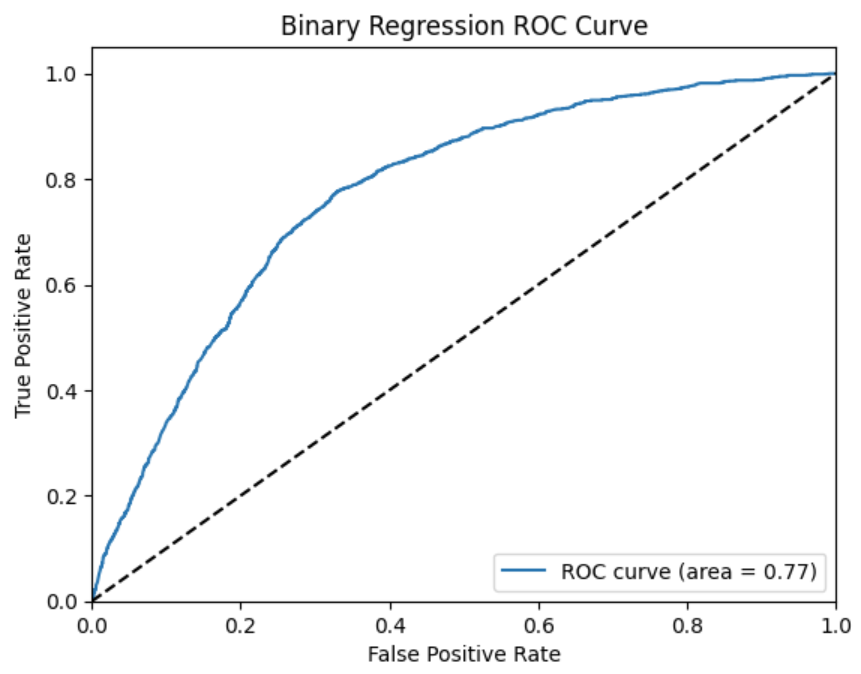 Binary Regression ROC Curve
True Positive Rate
1.0
0.8
0.6
0.4
0.2
0.0
ROC curve (area = 0.77)
0.0 0.2 0.4 0.6 0.8 1.0
False Positive Rate